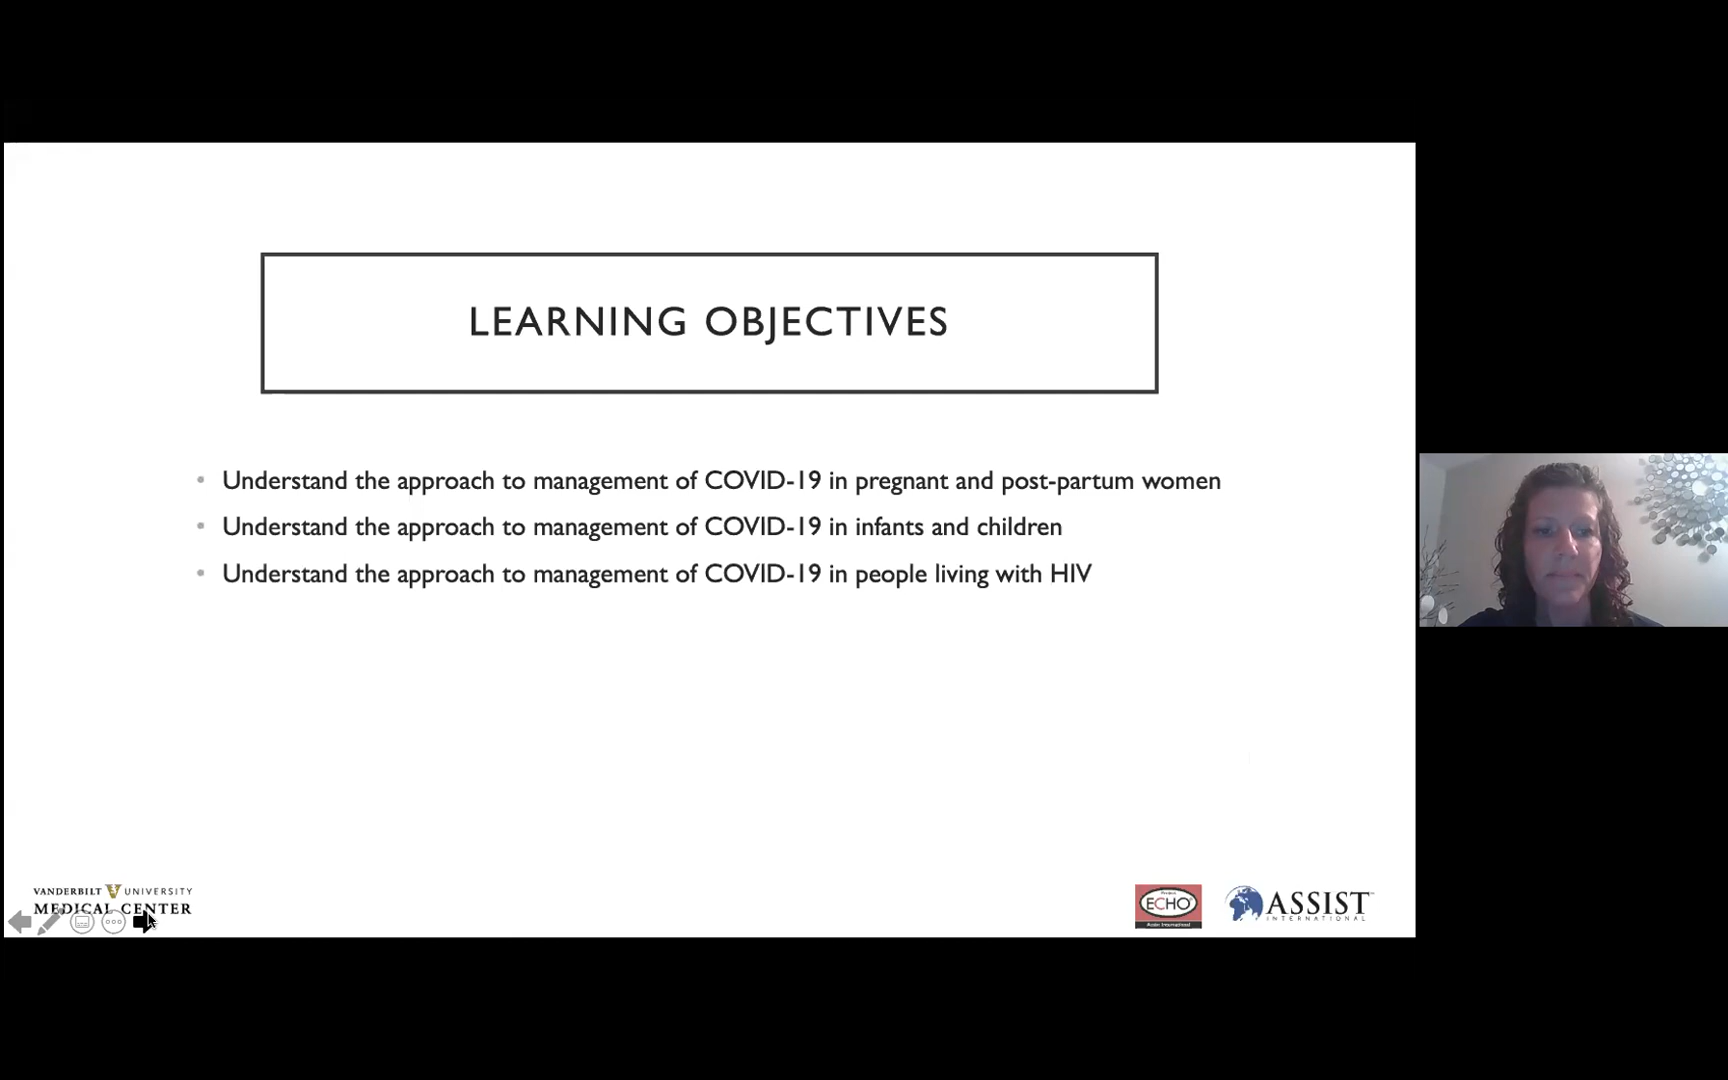 LEARNING OBJECTIVES
• Understand the approach to management of COVID-19 in pregnant and post-partum women
• Understand the approach to management of COVID-19 in infants and children
• Understand the approach to management of COVID-19 in people living with HIV
VANDERBILT V UNIVERSITY
MEDICAL CENTER
ECHO
Assist International
ASSIST
INTERNATIONAL